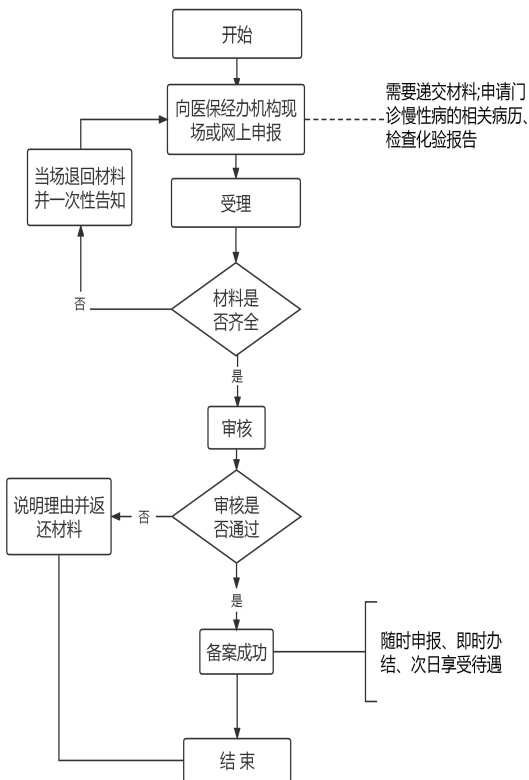 开始
向医保经办机构现
场或网上申报
需要递交材料;申请门
诊慢性病的相关病历、
检查化验报告
当场退回材料
并一次性告知
受理
材料是
否齐全
否
是
审核
审核是
否通过
否
说明理由并返
还材料
是
备案成功
随时申报、即时办
结、次日享受待遇
结 束